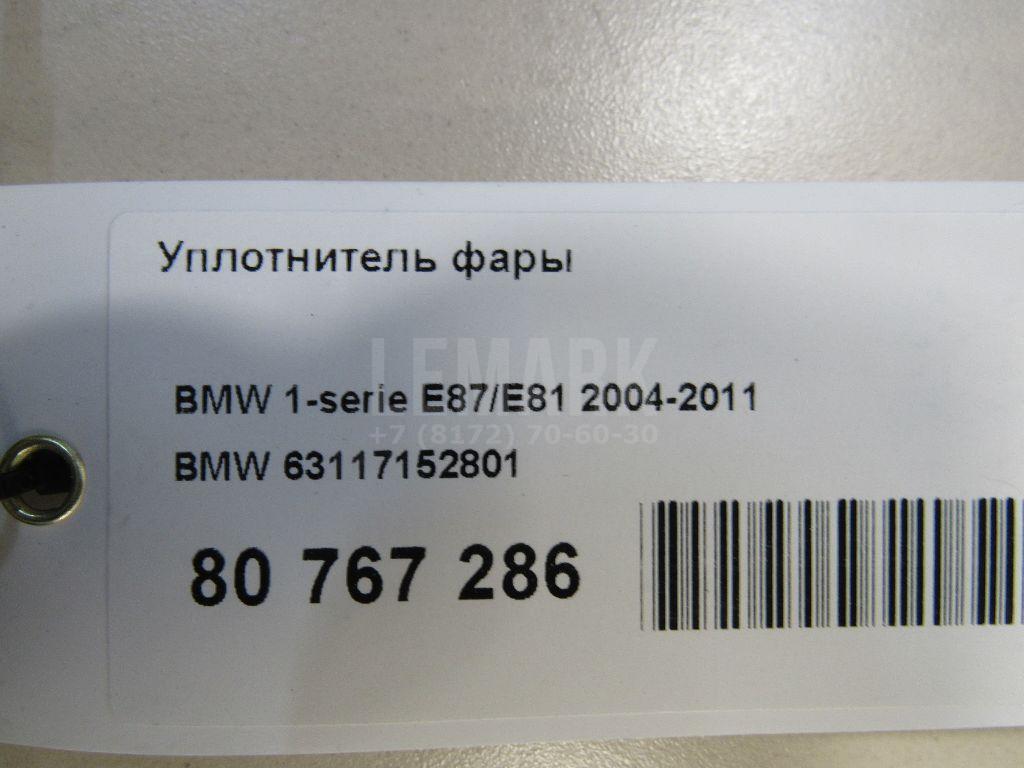 Уплотнитель фары
LEMARK
BMW 1-serie E87/E81 2004-2011
+7 (8172) 70-60-30
BMW 63117152801
80 767 286